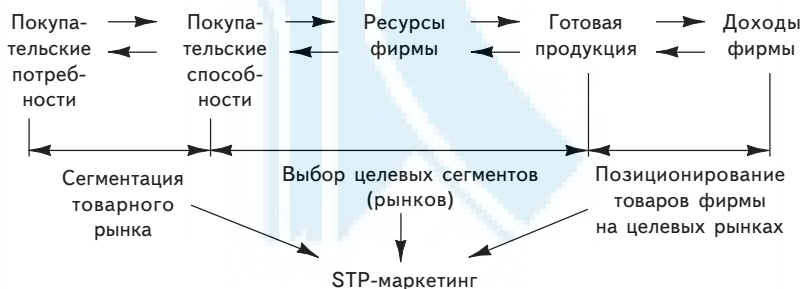 Покупа-
тельские
потреб-
ности
Покупа-
тельские
способ-
ности
Ресурсы
фирмы
Готовая
продукция
Доходы
фирмы
Сегментация
товарного
рынка
Выбор целевых сегментов
(рынков)
Позиционирование
товаров фирмы
на целевых рынках
STP-маркетинг